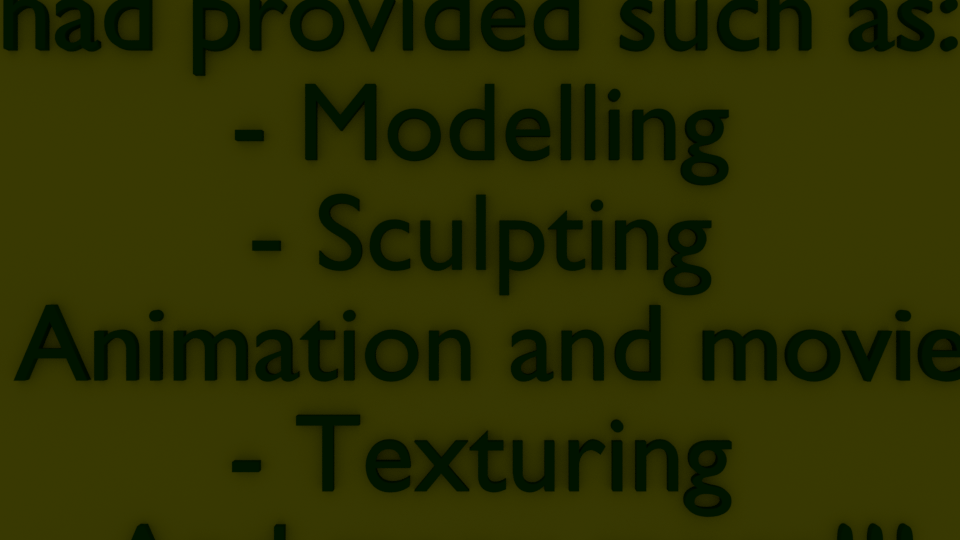 had provided such as:
- Modelling
- Sculpting
Animation and movie
- Texturing